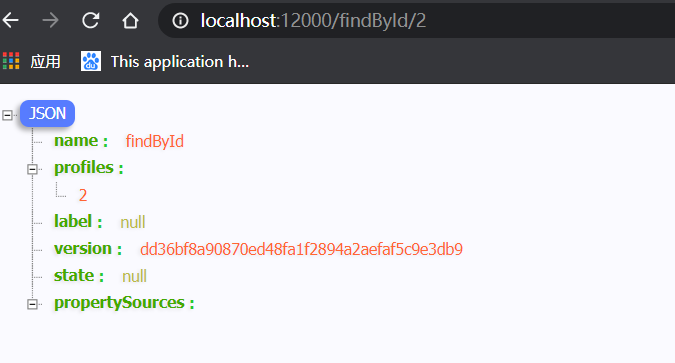 localhost:12000/findById/2
应用 du This application h...
JSON
name : findById
profiles :
2
label : null
version : dd36bf8a90870ed48fa1f2894a2aefaf5c9e3db9
state : null
propertySources :